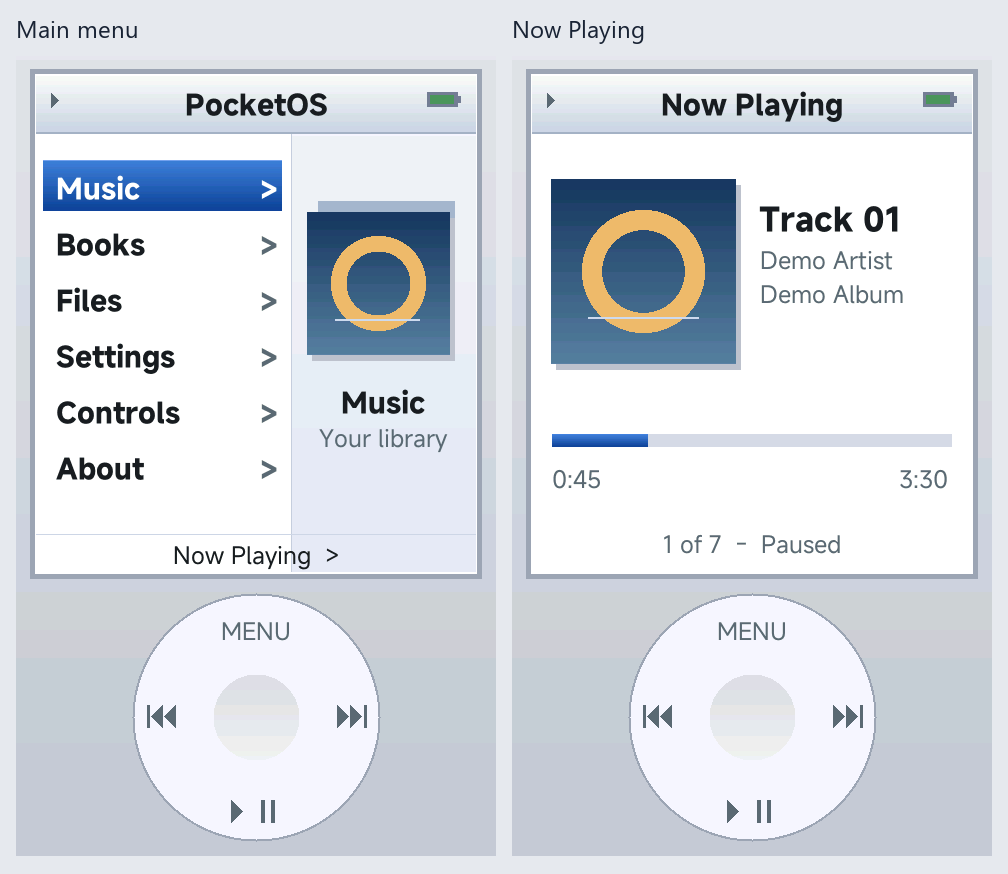 Main menu
PocketOS
Music >
Books >
Files >
Settings >
Controls >
About >
Music
Your library
Now Playing >
MENU
Now Playing
Now Playing
Track 01
Demo Artist
Demo Album
0:45
3:30
1 of 7 - Paused
MENU